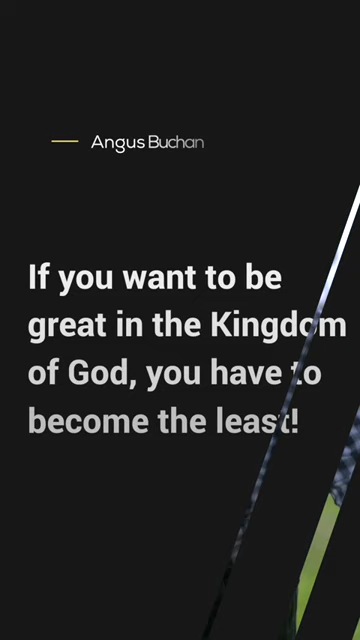 Angus Buchan
If you want to be
great in the Kingdom
of God, you have to
become the least!